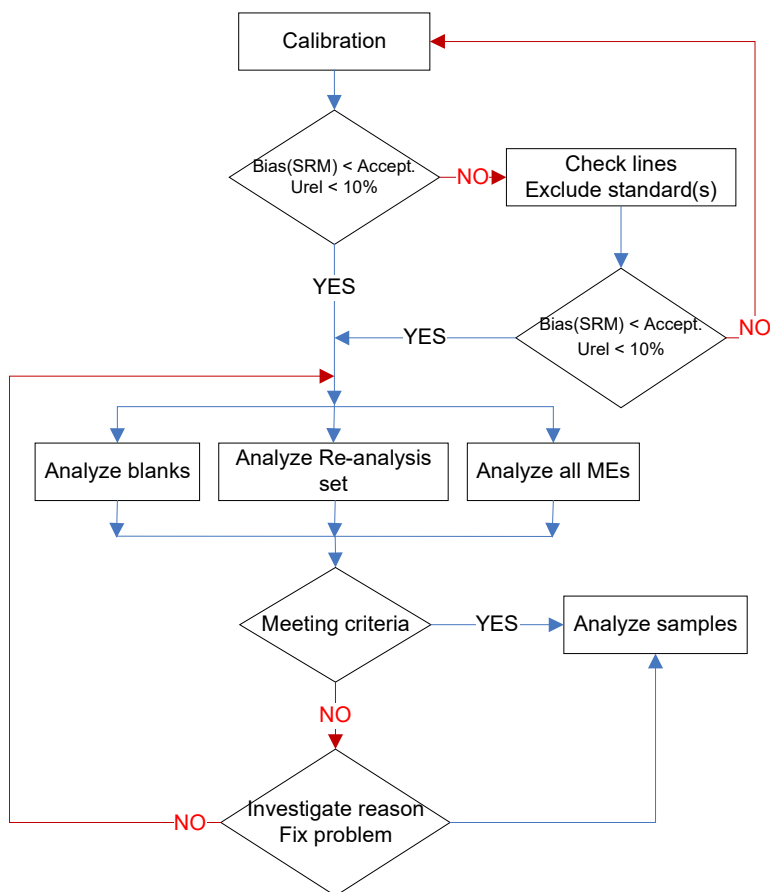 Calibration
Bias(SRM) < Accept.
Urel < 10%
NO
Check lines
Exclude standard(s)
YES
YES
Bias(SRM) < Accept.
Urel < 10%
NO
Analyze blanks
Analyze Re-analysis
set
Analyze all MEs
Meeting criteria
YES
Analyze samples
NO
Investigate reason
Fix problem
NO